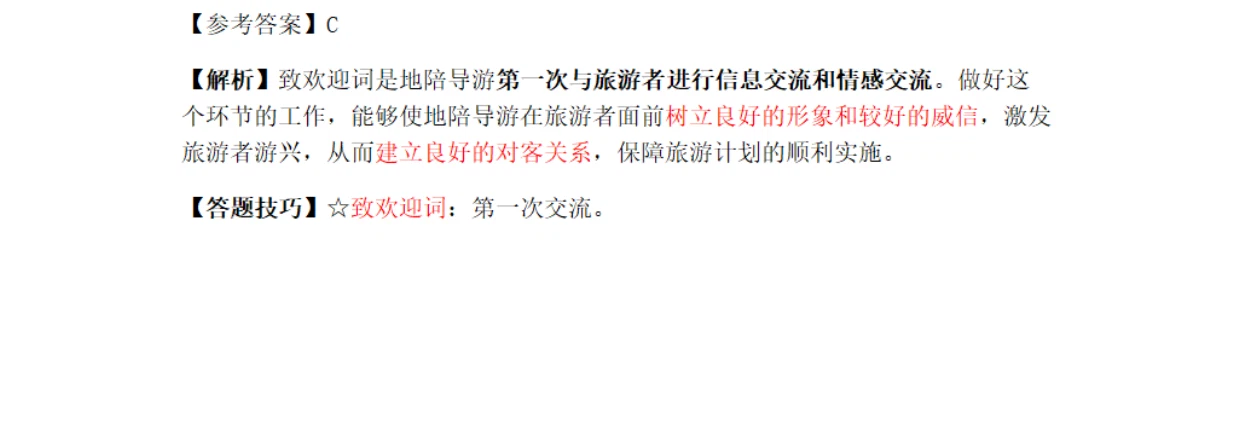 【参考答案】C
【解析】致欢迎词是地陪导游第一次与旅游者进行信息交流和情感交流。做好这
个环节的工作，能够使地陪导游在旅游者面前树立良好的形象和较好的威信，激发
旅游者游兴，从而建立良好的对客关系，保障旅游计划的顺利实施。
【答题技巧】☆致欢迎词：第一次交流。